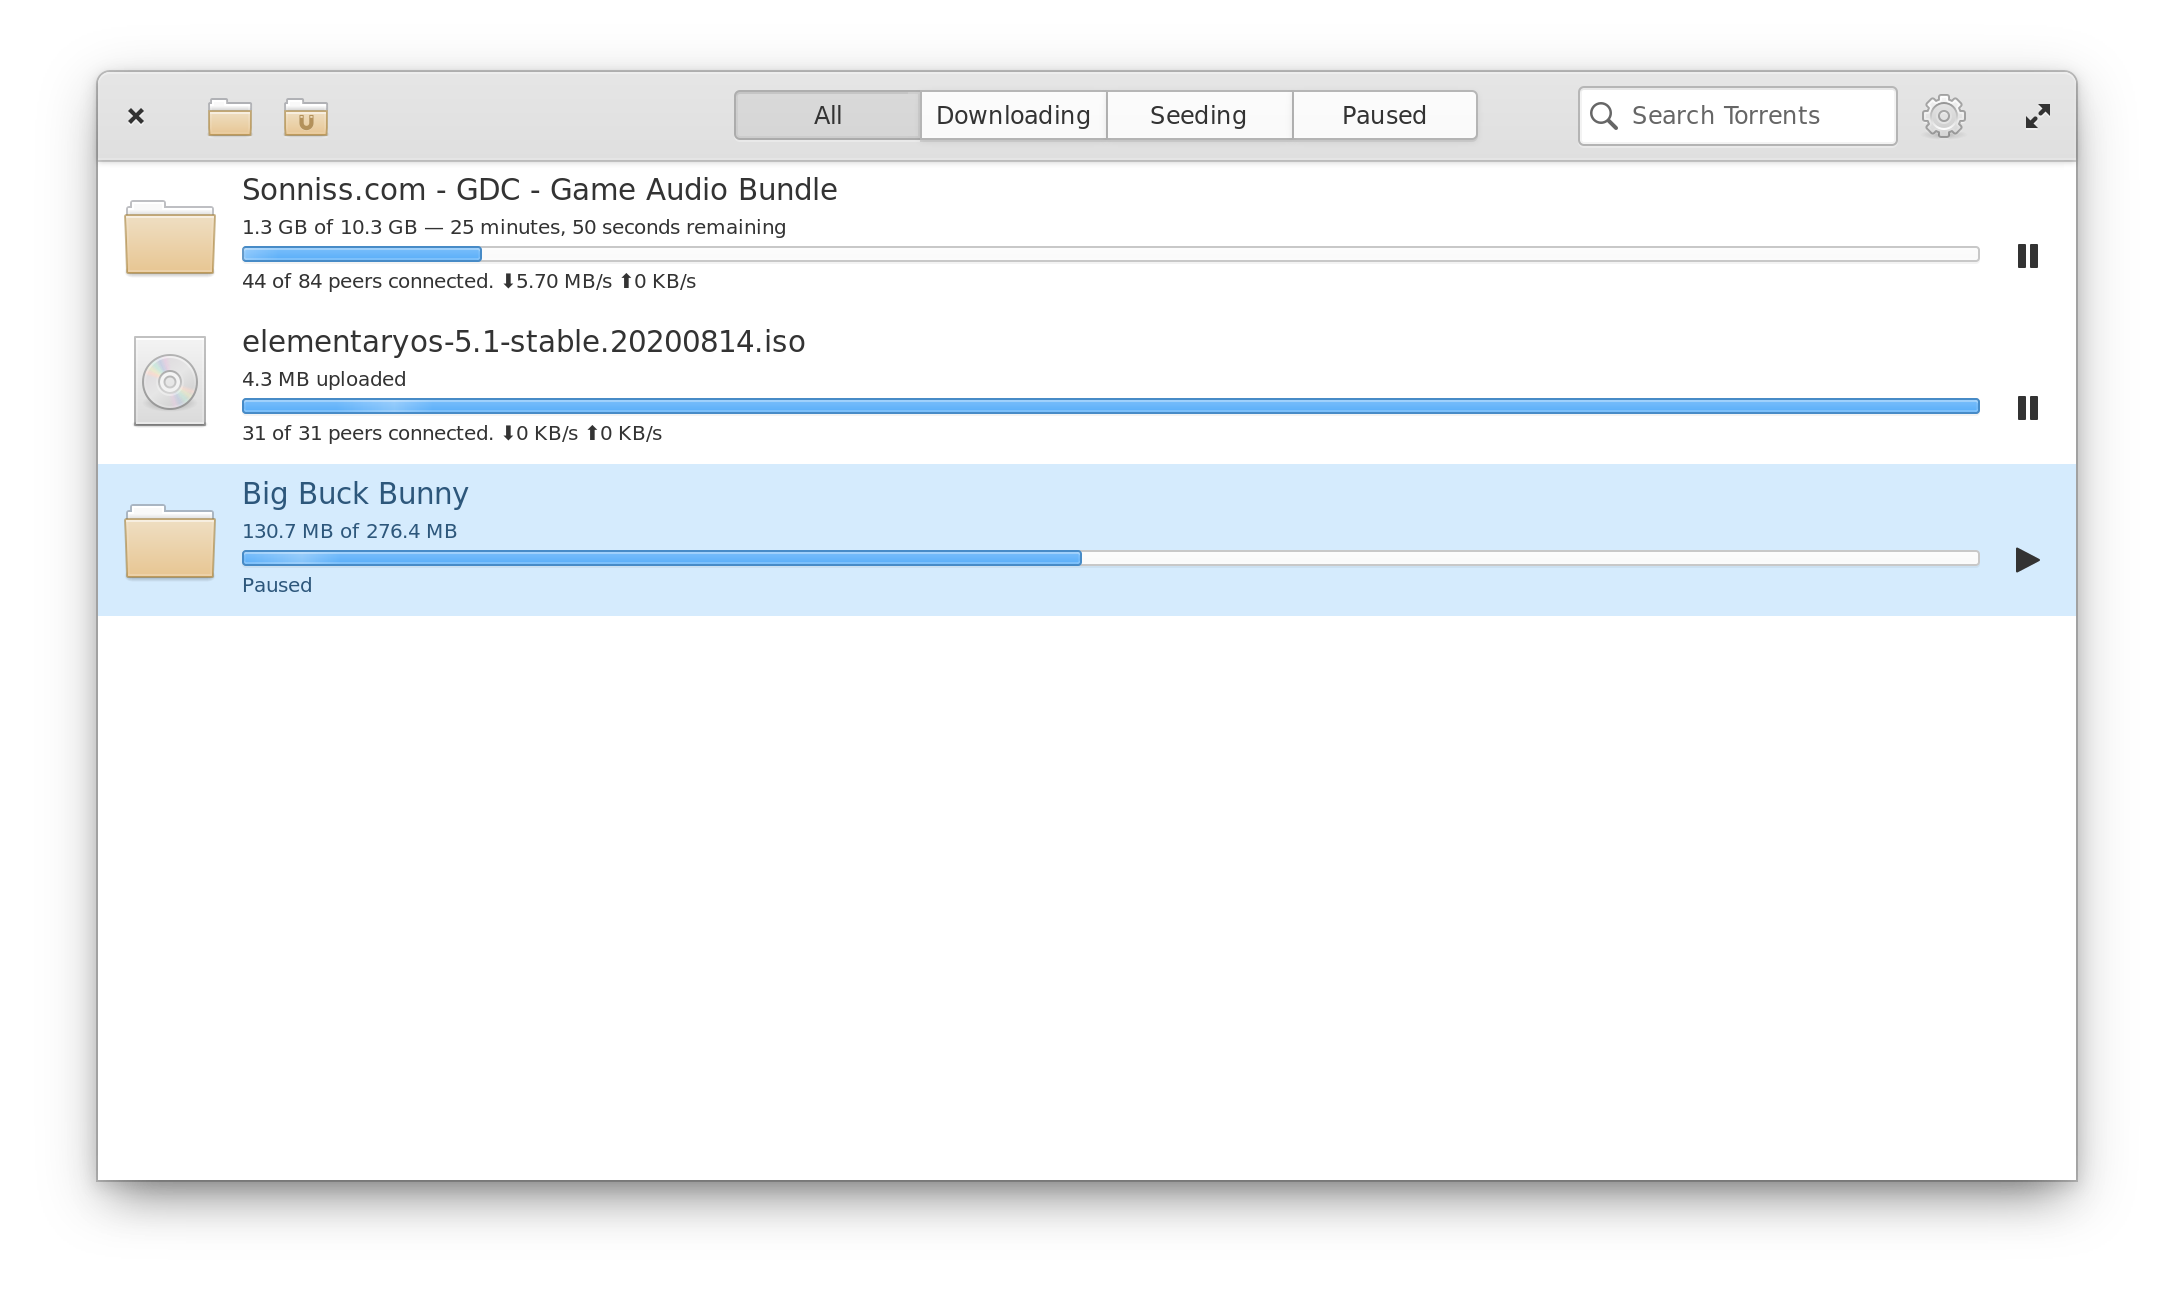 All Downloading Seeding Paused Search Torrents
Sonniss.com - GDC - Game Audio Bundle
1.3 GB of 10.3 GB — 25 minutes, 50 seconds remaining
44 of 84 peers connected. ⬇5.70 MB/s ⬆0 KB/s
elementaryos-5.1-stable.20200814.iso
4.3 MB uploaded
31 of 31 peers connected. ⬇0 KB/s ⬆0 KB/s
Big Buck Bunny
130.7 MB of 276.4 MB
Paused